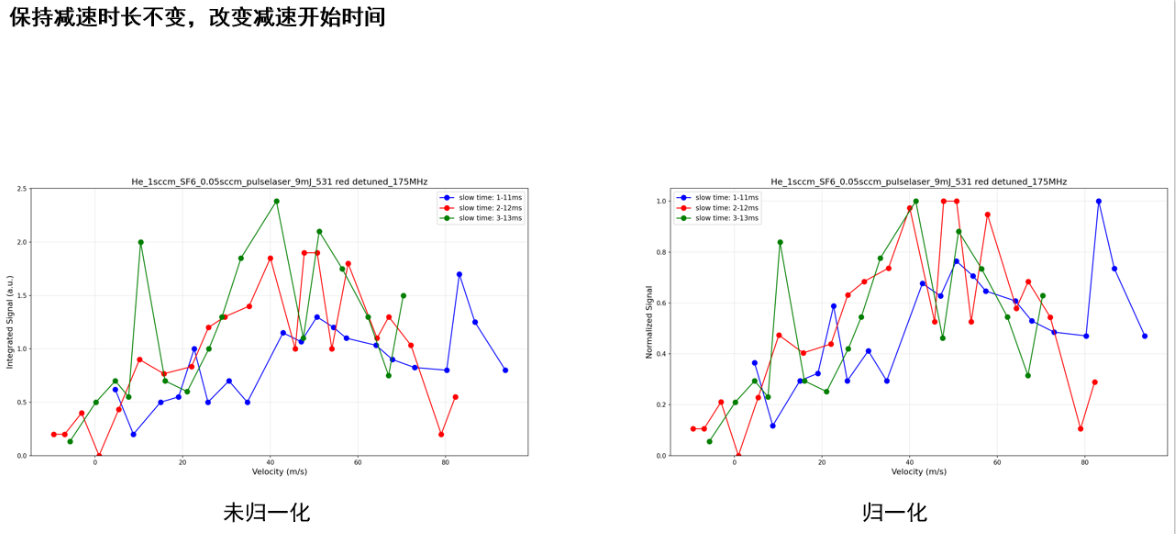 保持减速时长不变，改变减速开始时间
He_1sccm_SF6_0.05sccm_pulselaser_9mJ_531 red detuned_175MHz
Integrated Signal (a.u.)
2.5
2.0
1.5
1.0
0.5
0.0
slow time: 1-11ms
slow time: 2-12ms
slow time: 3-13ms
0 20 40 60 80
Velocity (m/s)
未归一化
He_1sccm_SF6_0.05sccm_pulselaser_9mJ_531 red detuned_175MHz
Normalized Signal
1.0
0.8
0.6
0.4
0.2
0.0
slow time: 1-11ms
slow time: 2-12ms
slow time: 3-13ms
0 20 40 60 80
Velocity (m/s)
归一化